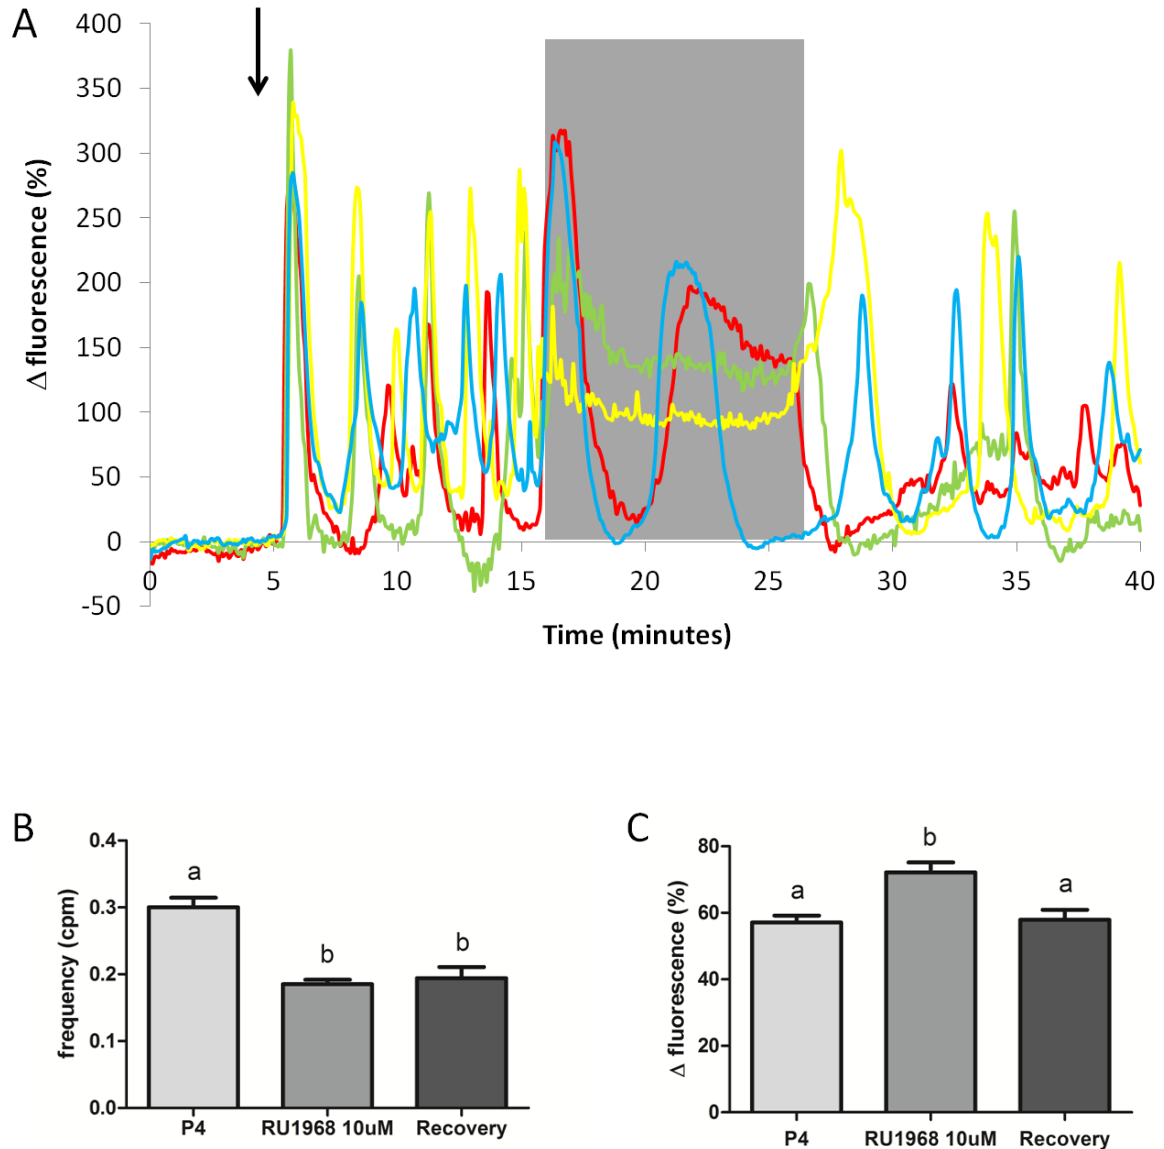 A
400
350
300
250
200
150
100
50
0
-50
Δ fluorescence (%)
0 5 10 15 20 25 30 35 40
Time (minutes)
B
0.4
0.3
0.2
0.1
0.0
frequency (cpm)
a
b
b
P4 RU1968 10uM Recovery
C
80
60
40
20
0
Δ fluorescence (%)
a
b
a
P4 RU1968 10uM Recovery